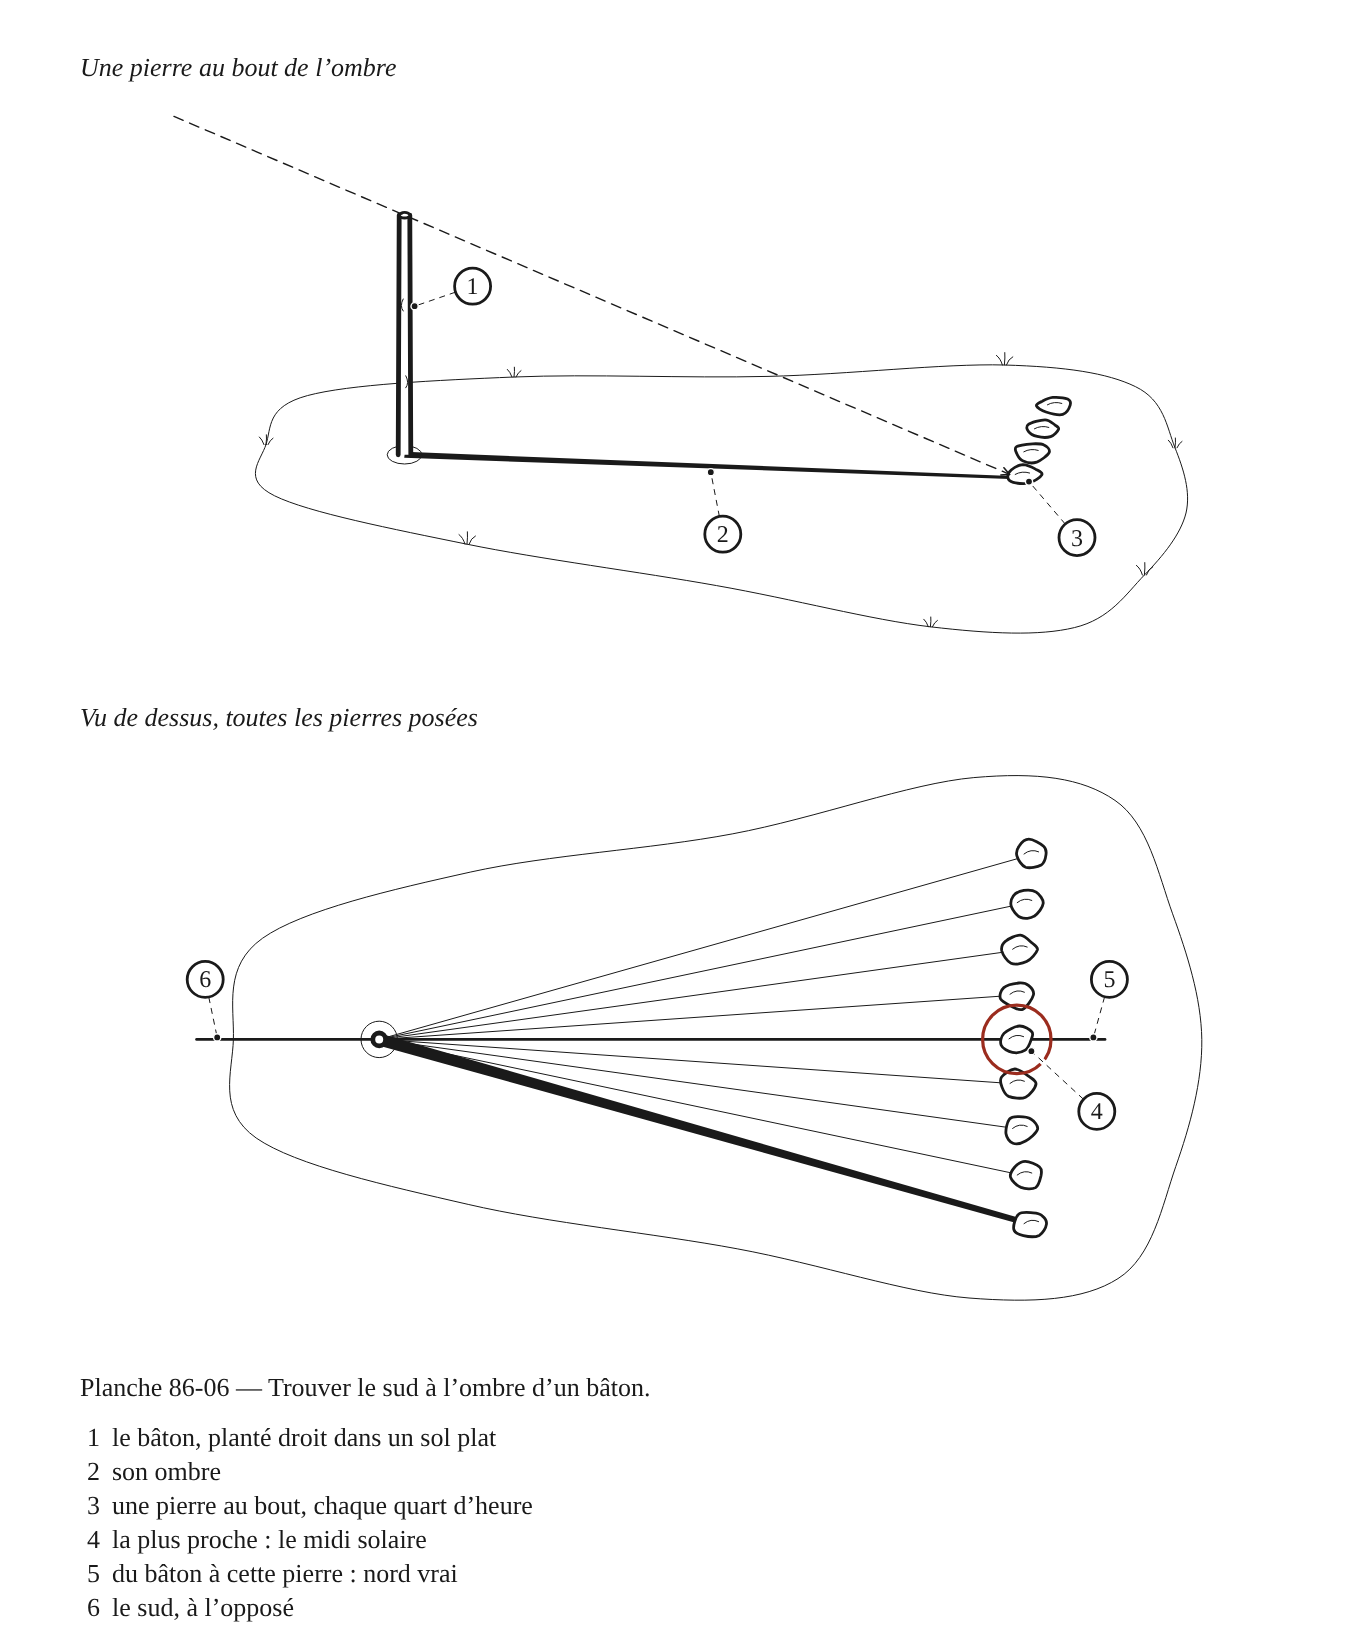 Une pierre au bout de l’ombre
1
2
3
Vu de dessus, toutes les pierres posées
6
5
4
Planche 86-06 — Trouver le sud à l’ombre d’un bâton.
1 le bâton, planté droit dans un sol plat
2 son ombre
3 une pierre au bout, chaque quart d’heure
4 la plus proche : le midi solaire
5 du bâton à cette pierre : nord vrai
6 le sud, à l’opposé